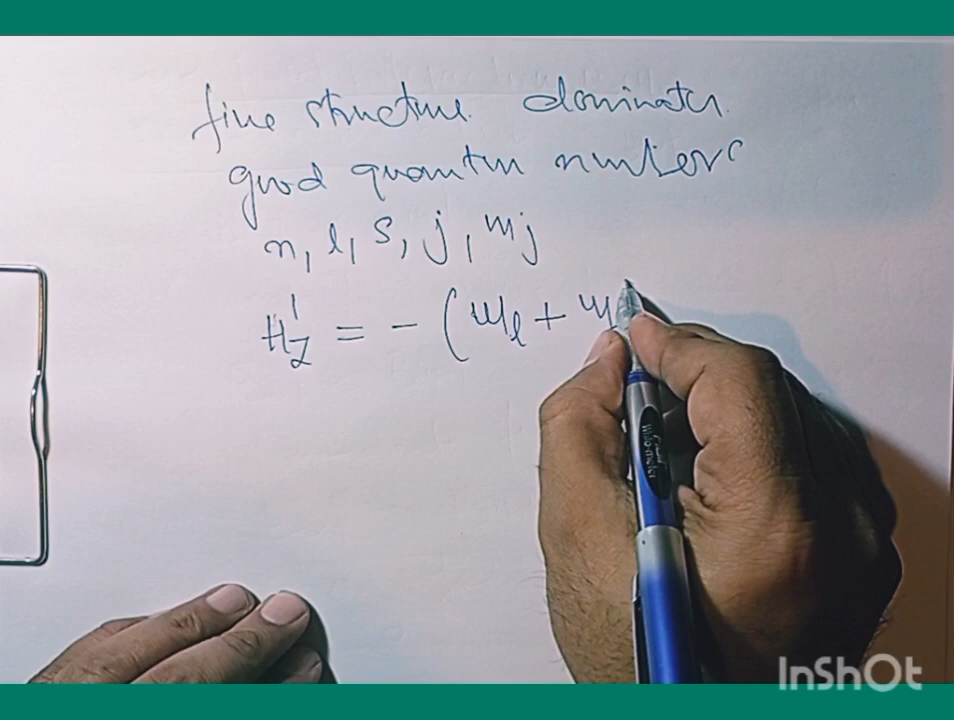 fine structure dominates.
good quantum numbers
n, l, s, j, mj
H'Z = - (μl + μ
InShOt